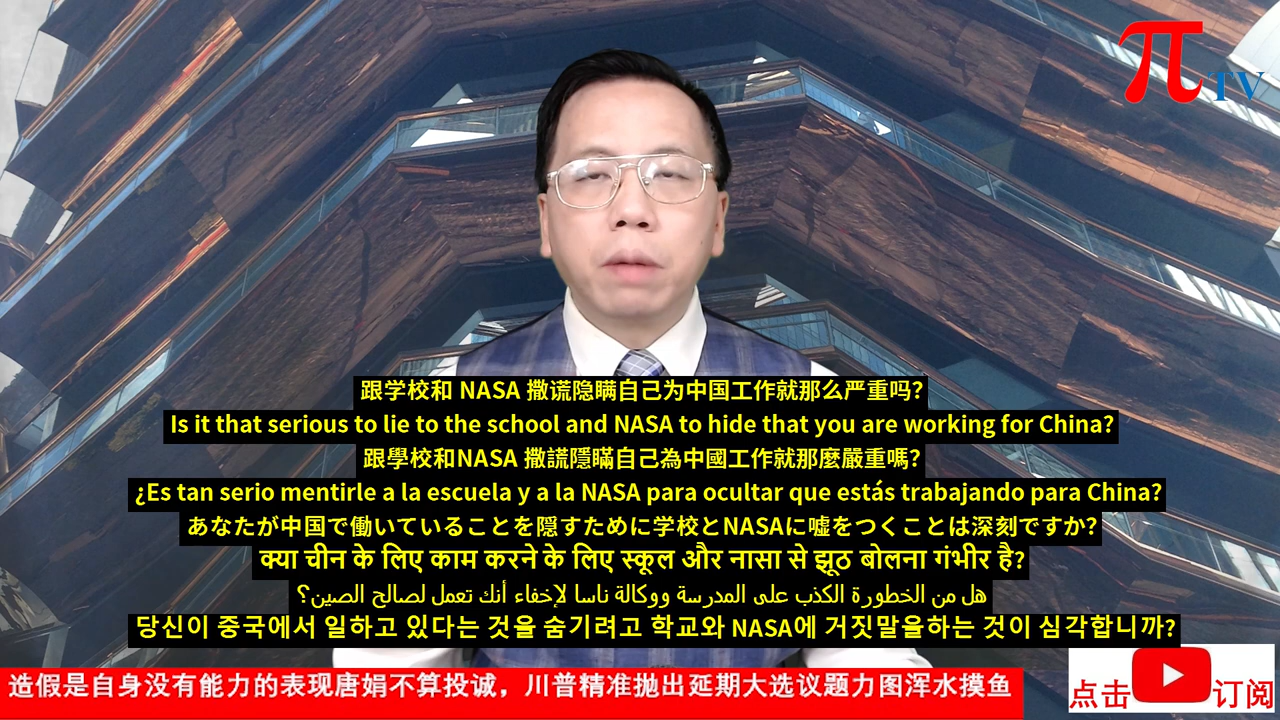 π TV
跟学校和 NASA 撒谎隐瞒自己为中国工作就那么严重吗?
Is it that serious to lie to the school and NASA to hide that you are working for China?
跟學校和NASA 撒謊隱瞞自己為中國工作就那麼嚴重嗎?
¿Es tan serio mentirle a la escuela y a la NASA para ocultar que estás trabajando para China?
あなたが中国で働いていることを隠すために学校とNASAに嘘をつくことは深刻ですか?
क्या चीन के लिए काम करने के लिए स्कूल और नासा से झूठ बोलना गंभीर है?
هل من الخطورة الكذب على المدرسة ووكالة ناسا لإخفاء أنك تعمل لصالح الصين؟
당신이 중국에서 일하고 있다는 것을 숨기려고 학교와 NASA에 거짓말을하는 것이 심각합니까?
造假是自身没有能力的表现唐娟不算投诚，川普精准抛出延期大选议题力图浑水摸鱼
点击 订阅